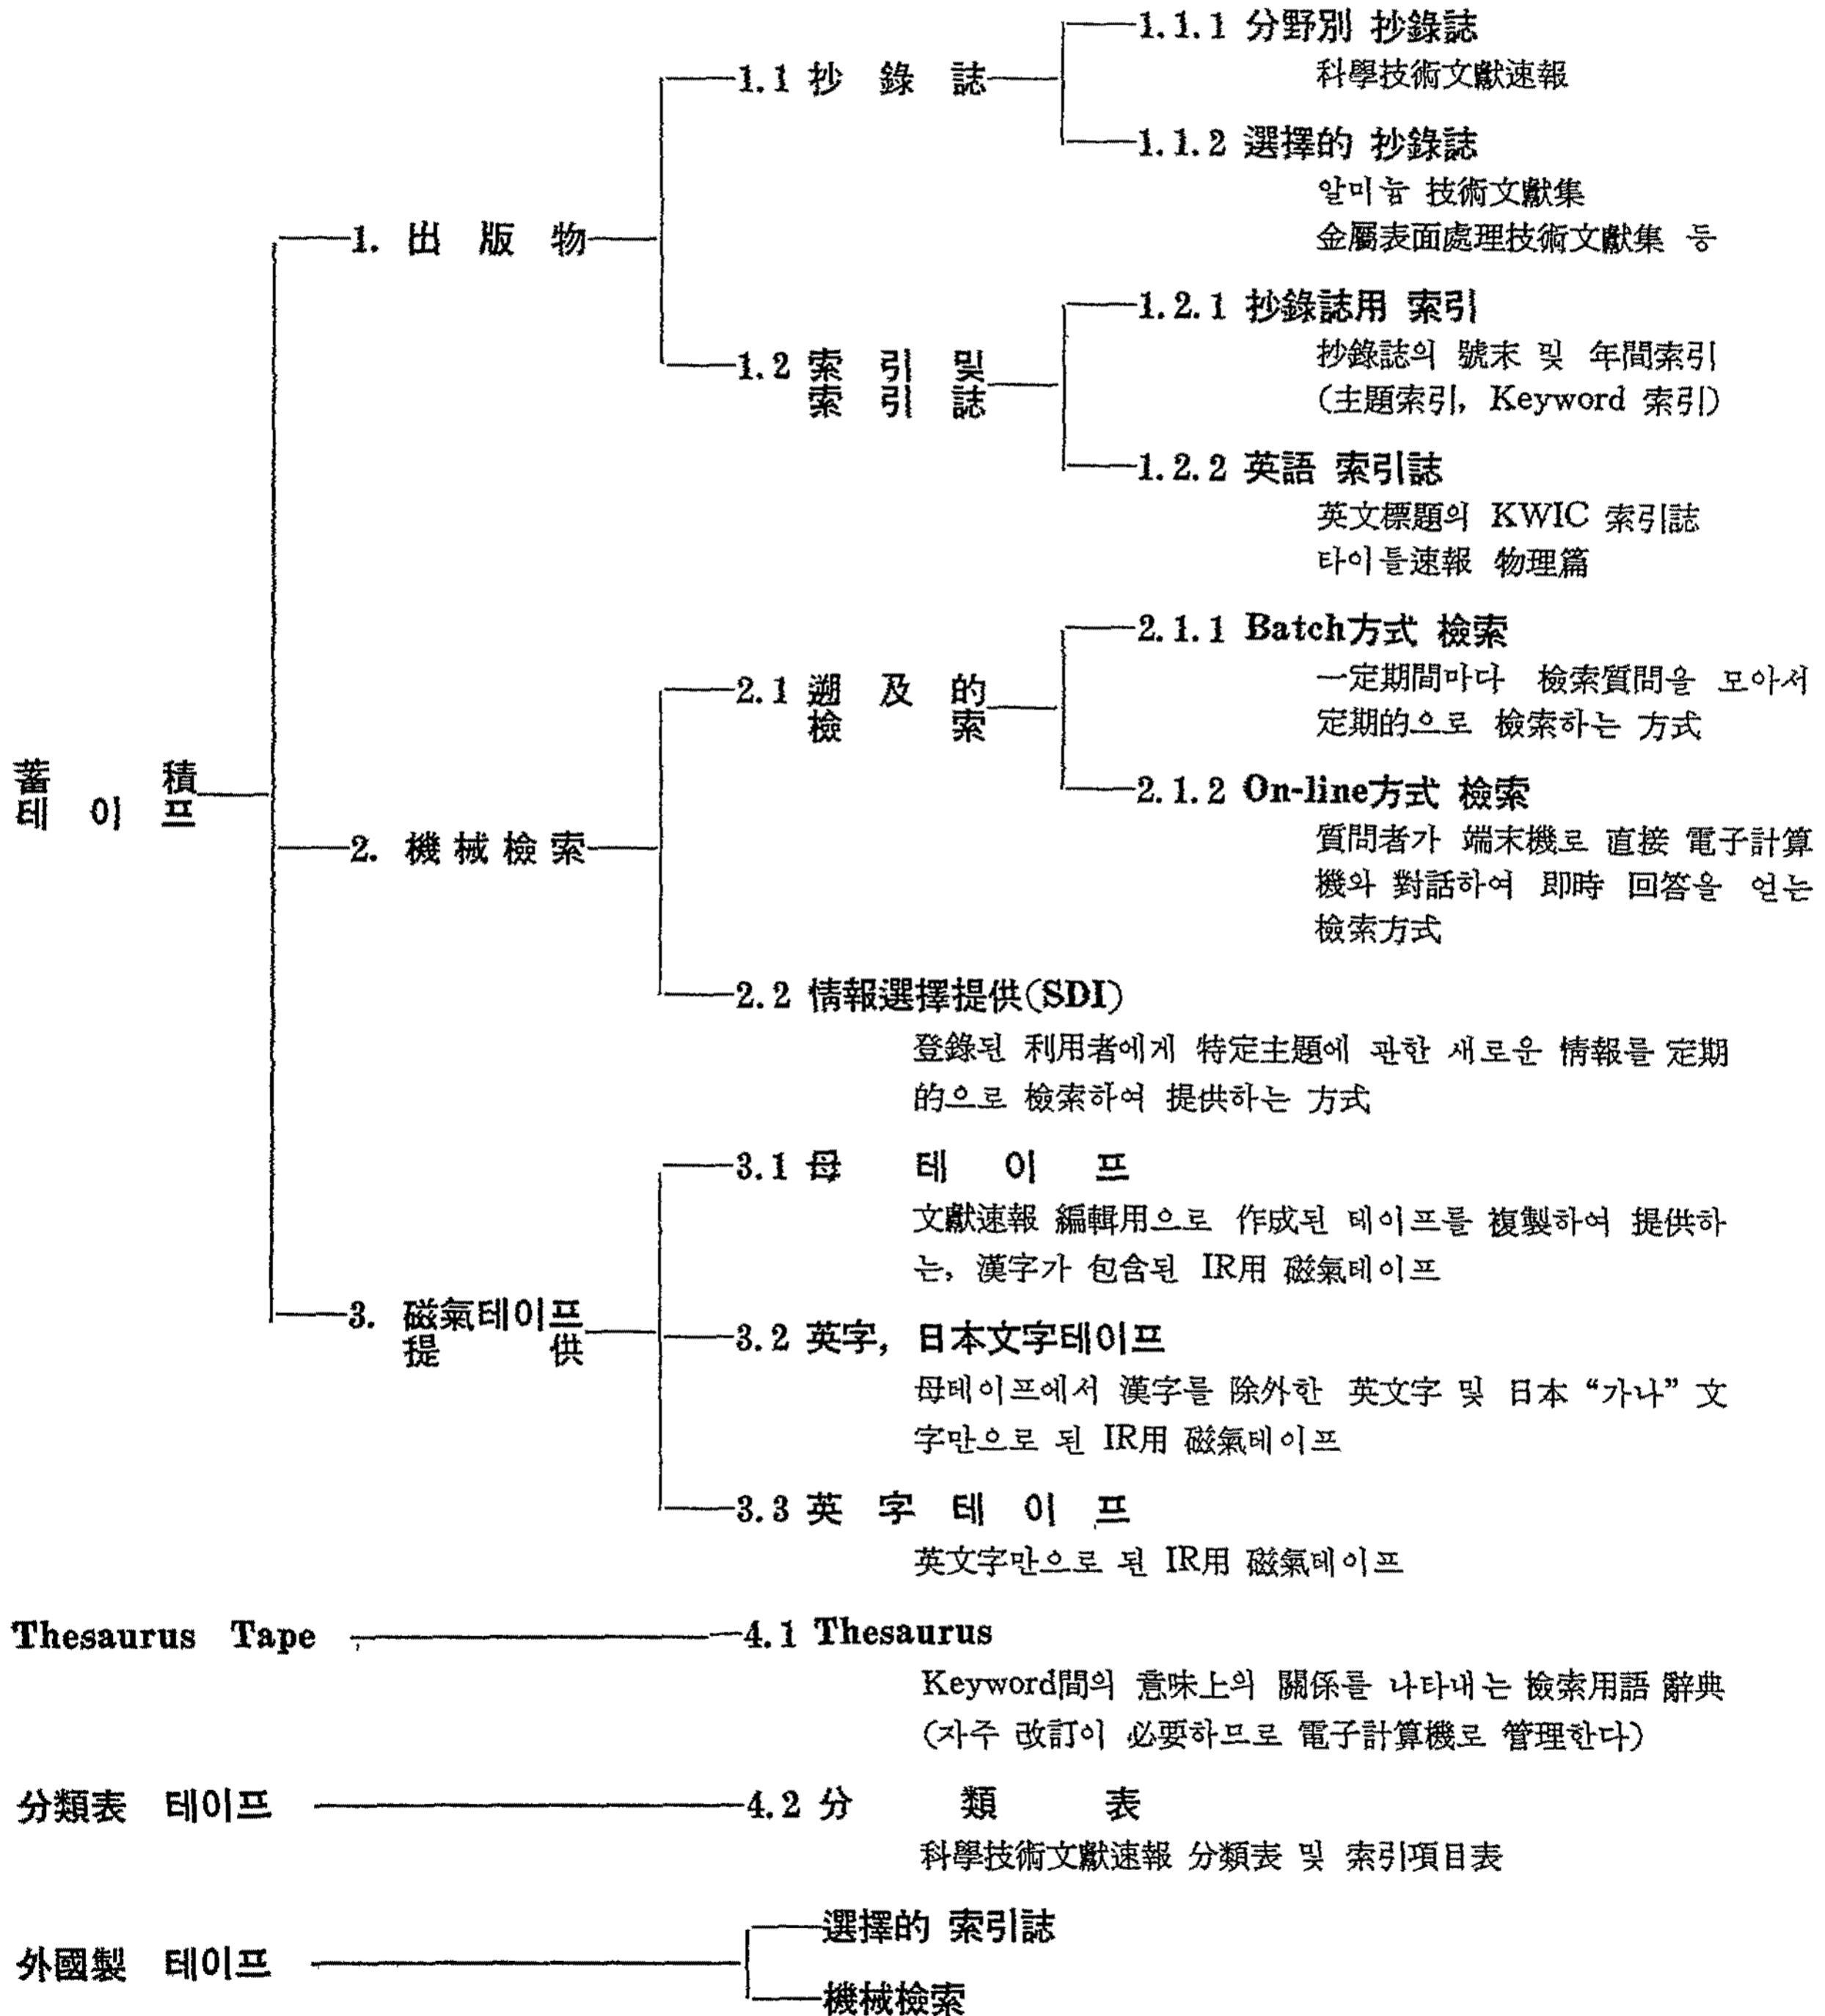 1.1.1 分野別 抄錄誌
1.1 抄錄誌
科學技術文獻速報
1.1.2 選擇的 抄錄誌
알미늄 技術文獻集
1. 出版物
金屬表面處理技術文獻集 등
1.2.1 抄錄誌用 索引
1.2 索引 및
索引誌
抄錄誌의 號末 및 年間索引
(主題索引, Keyword 索引)
1.2.2 英語 索引誌
英文標題의 KWIC 索引誌
타이틀速報 物理篇
2.1.1 Batch方式 檢索
2.1 遡及的
檢索
一定期間마다 檢索質問을 모아서
定期的으로 檢索하는 方式
蓄積
테이프
2.1.2 On-line方式 檢索
2. 機械檢索
質問者가 端末機로 直接 電子計算
機와 對話하여 即時 回答을 얻는
檢索方式
2.2 情報選擇提供(SDI)
登錄된 利用者에게 特定主題에 관한 새로운 情報를 定期
的으로 檢索하여 提供하는 方式
3.1 母테이프
文獻速報 編輯用으로 作成된 테이프를 複製하여 提供하
는, 漢字가 包含된 IR用 磁氣테이프
3. 磁氣테이프
提供
3.2 英字, 日本文字테이프
母테이프에서 漢字를 除外한 英文字 및 日本 “가나” 文
字만으로 된 IR用 磁氣테이프
3.3 英字테이프
英文字만으로 된 IR用 磁氣테이프
Thesaurus Tape 4.1 Thesaurus
Keyword間의 意味上의 關係를 나타내는 檢索用語 辭典
(자주 改訂이 必要하므로 電子計算機로 管理한다)
分類表 테이프 4.2 分類表
科學技術文獻速報 分類表 및 索引項目表
選擇的 索引誌
外國製 테이프
機械檢索